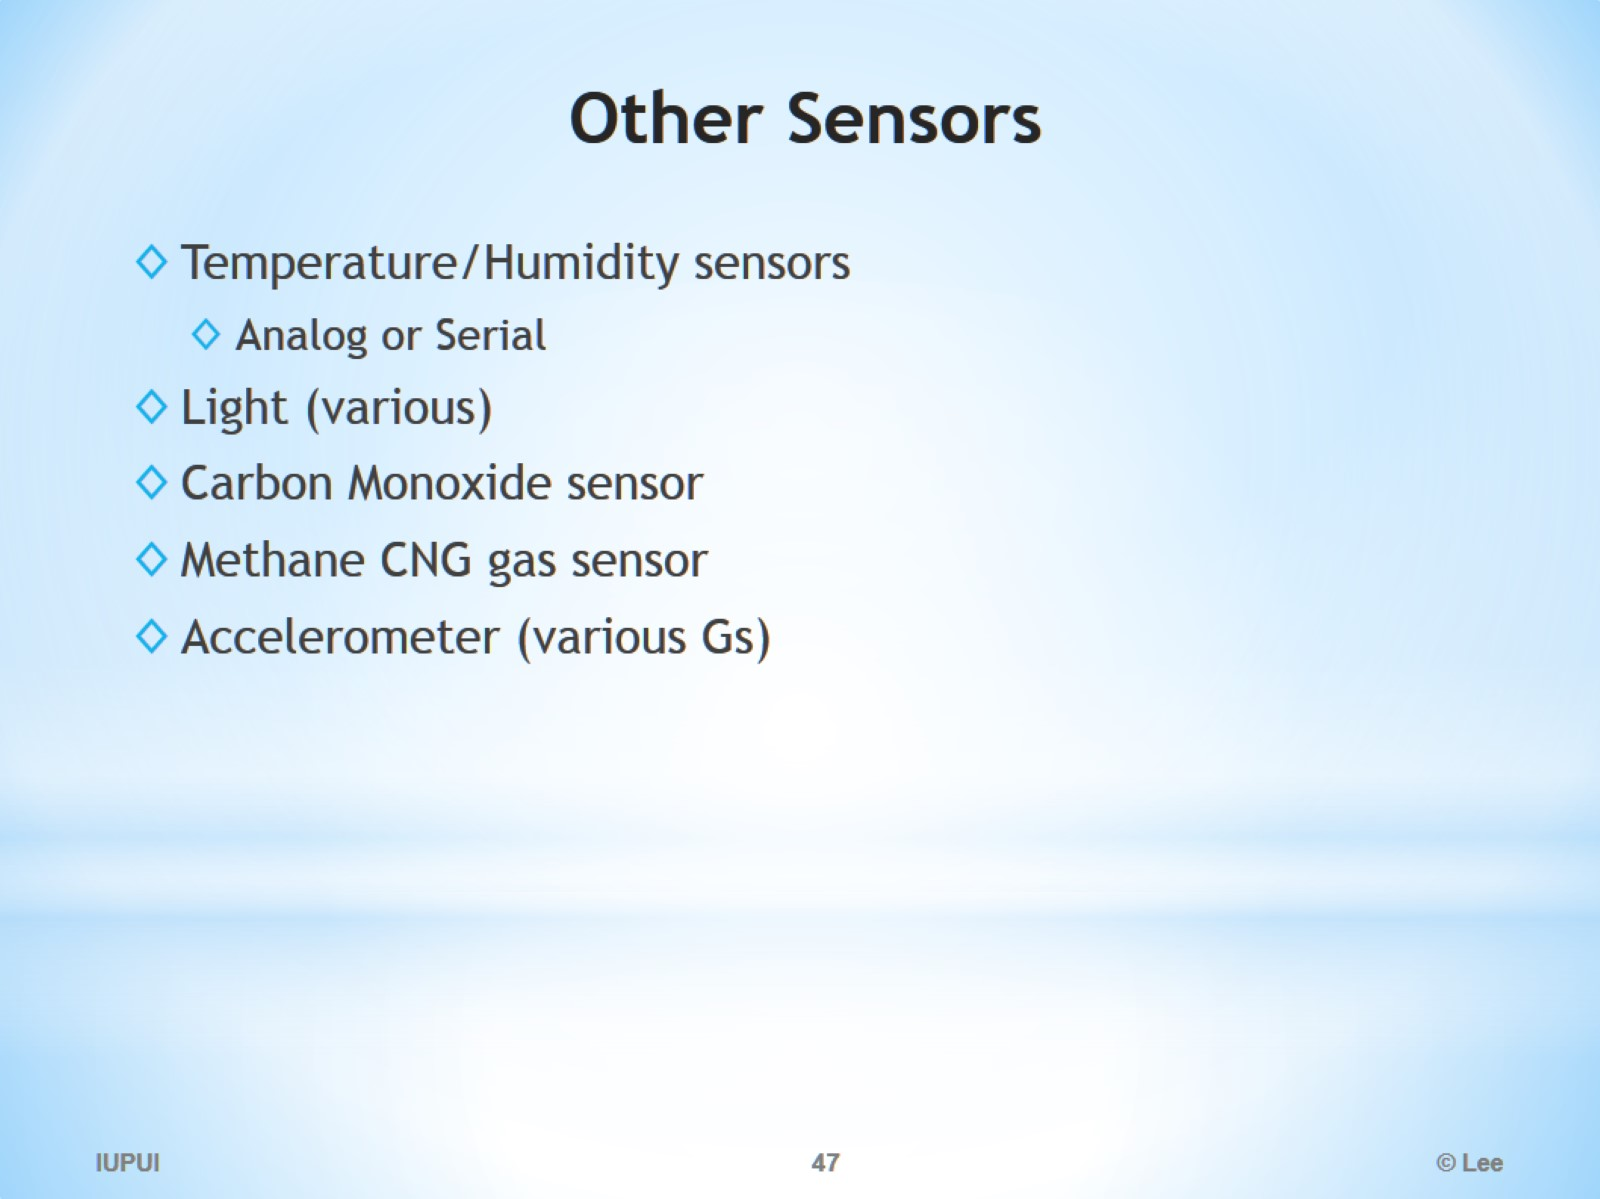 Other Sensors
Temperature/Humidity sensors
Analog or Serial
Light (various)
Carbon Monoxide sensor
Methane CNG gas sensor
Accelerometer (various Gs)
IUPUI
47
© Lee